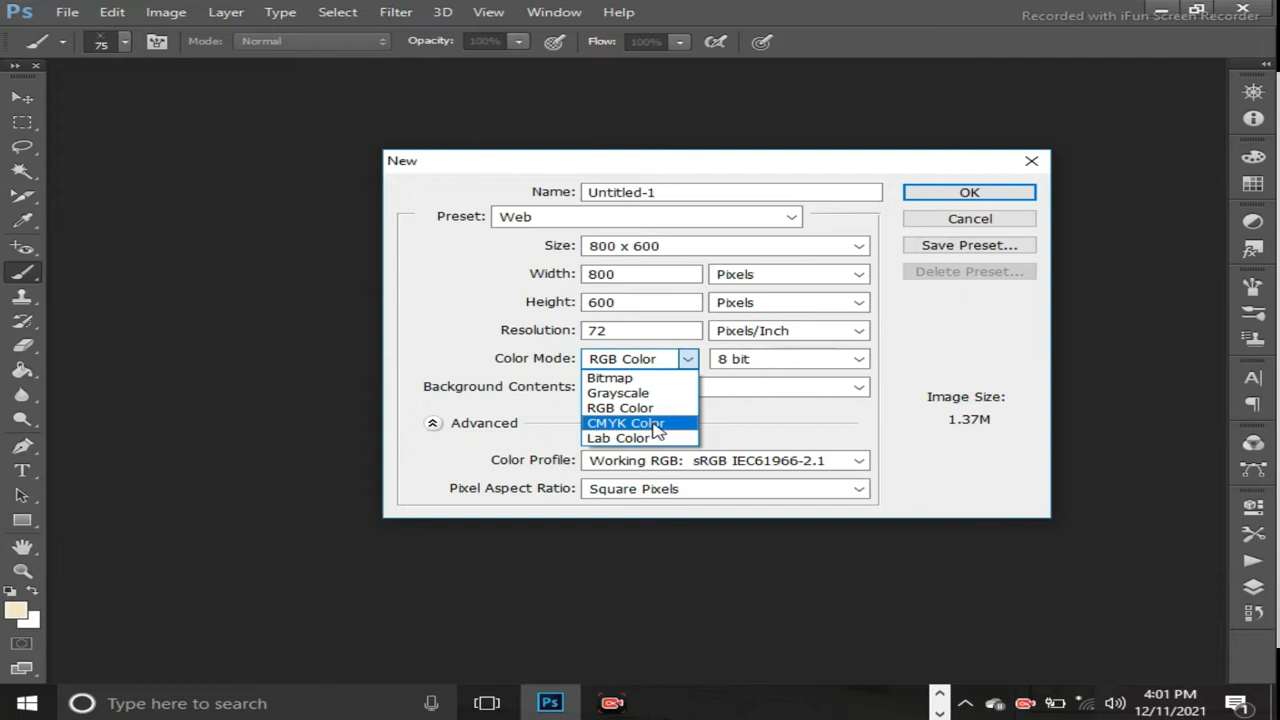 Ps File Edit Image Layer Type Select Filter 3D View Window Help
Recorded with iFun Screen Recorder
75 Mode: Normal Opacity: 100% Flow: 100%
New
Name: Untitled-1 OK
Preset: Web Cancel
Size: 800 x 600 Save Preset...
Width: 800 Pixels Delete Preset...
Height: 600 Pixels
Resolution: 72 Pixels/Inch
Color Mode: RGB Color 8 bit
Bitmap
Background Contents:
Grayscale
Image Size:
RGB Color
1.37M
Advanced CMYK Color
Lab Color
Color Profile: Working RGB: sRGB IEC61966-2.1
Pixel Aspect Ratio: Square Pixels
Type here to search Ps 4:01 PM
12/11/2021 1